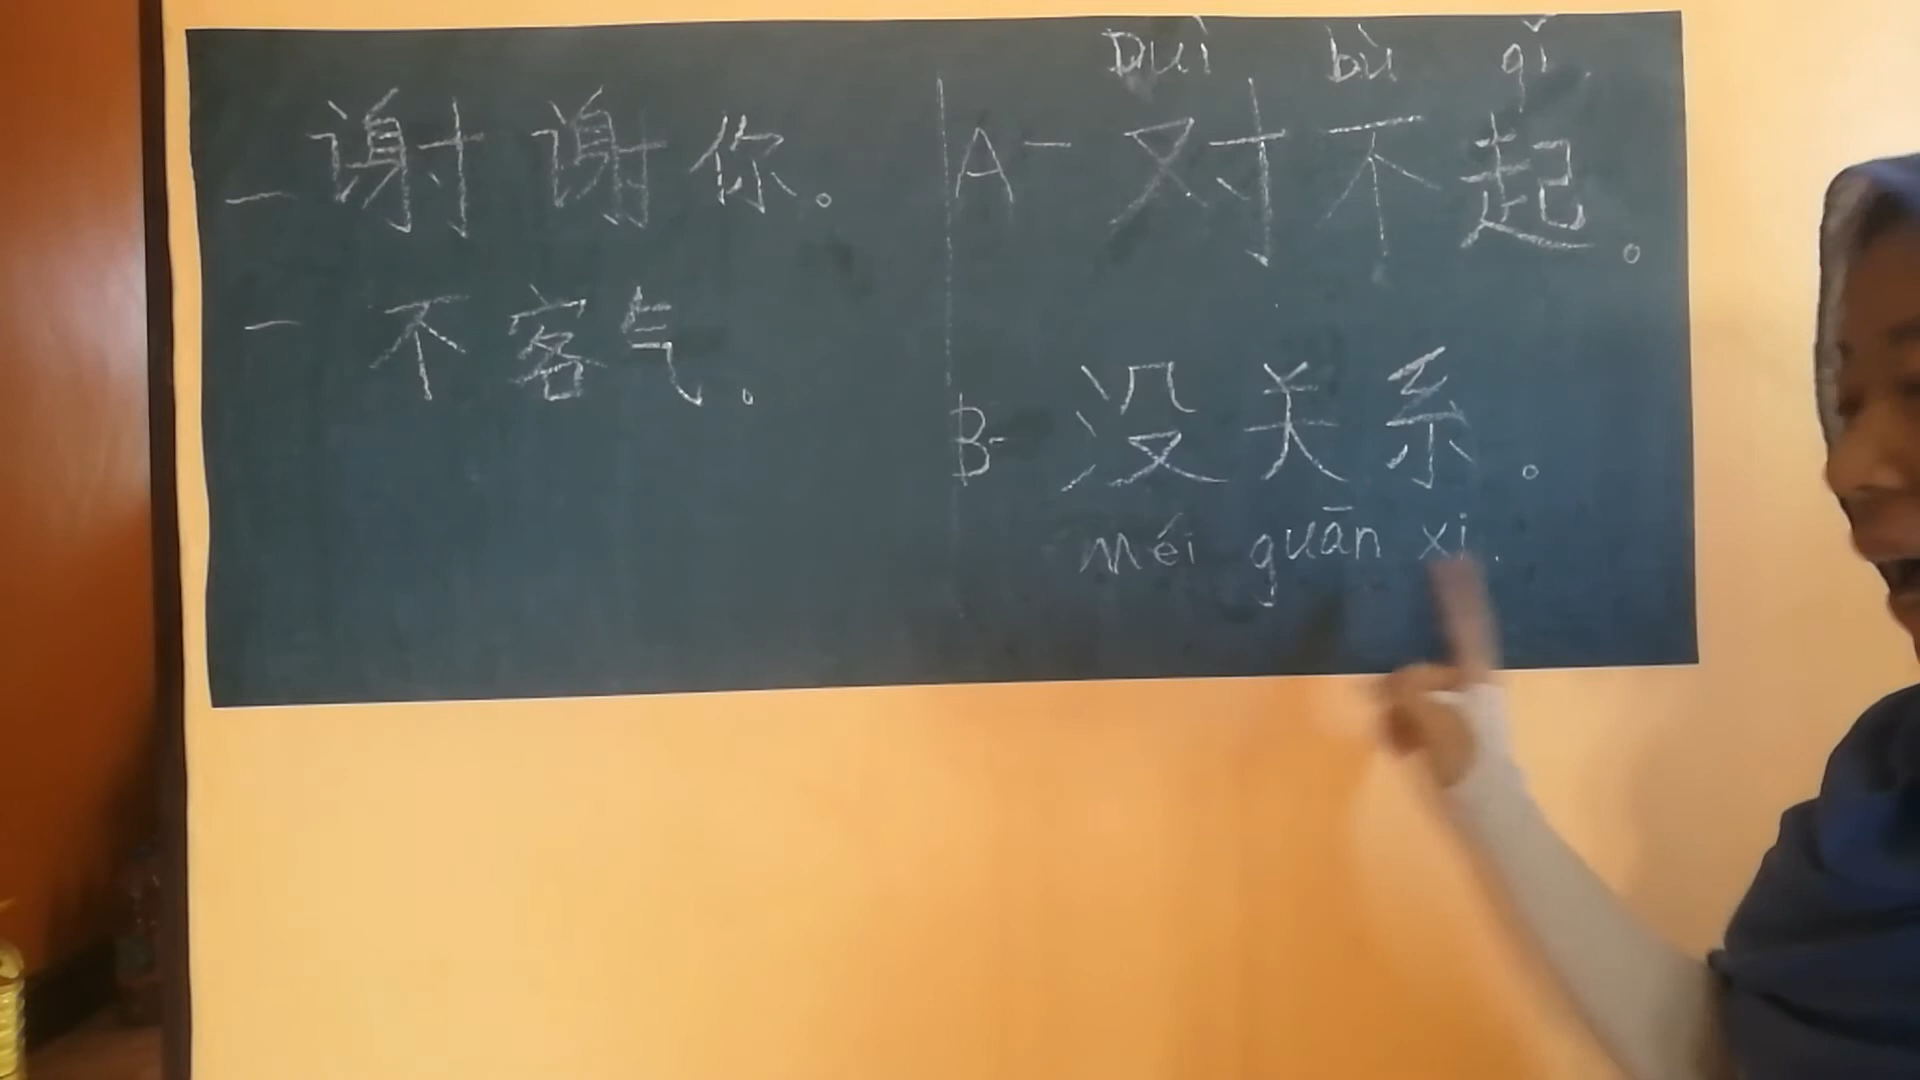 – 谢谢你。
– 不客气。
Duì bù qǐ.
A – 对不起。
B – 没关系。
méi guān xi.